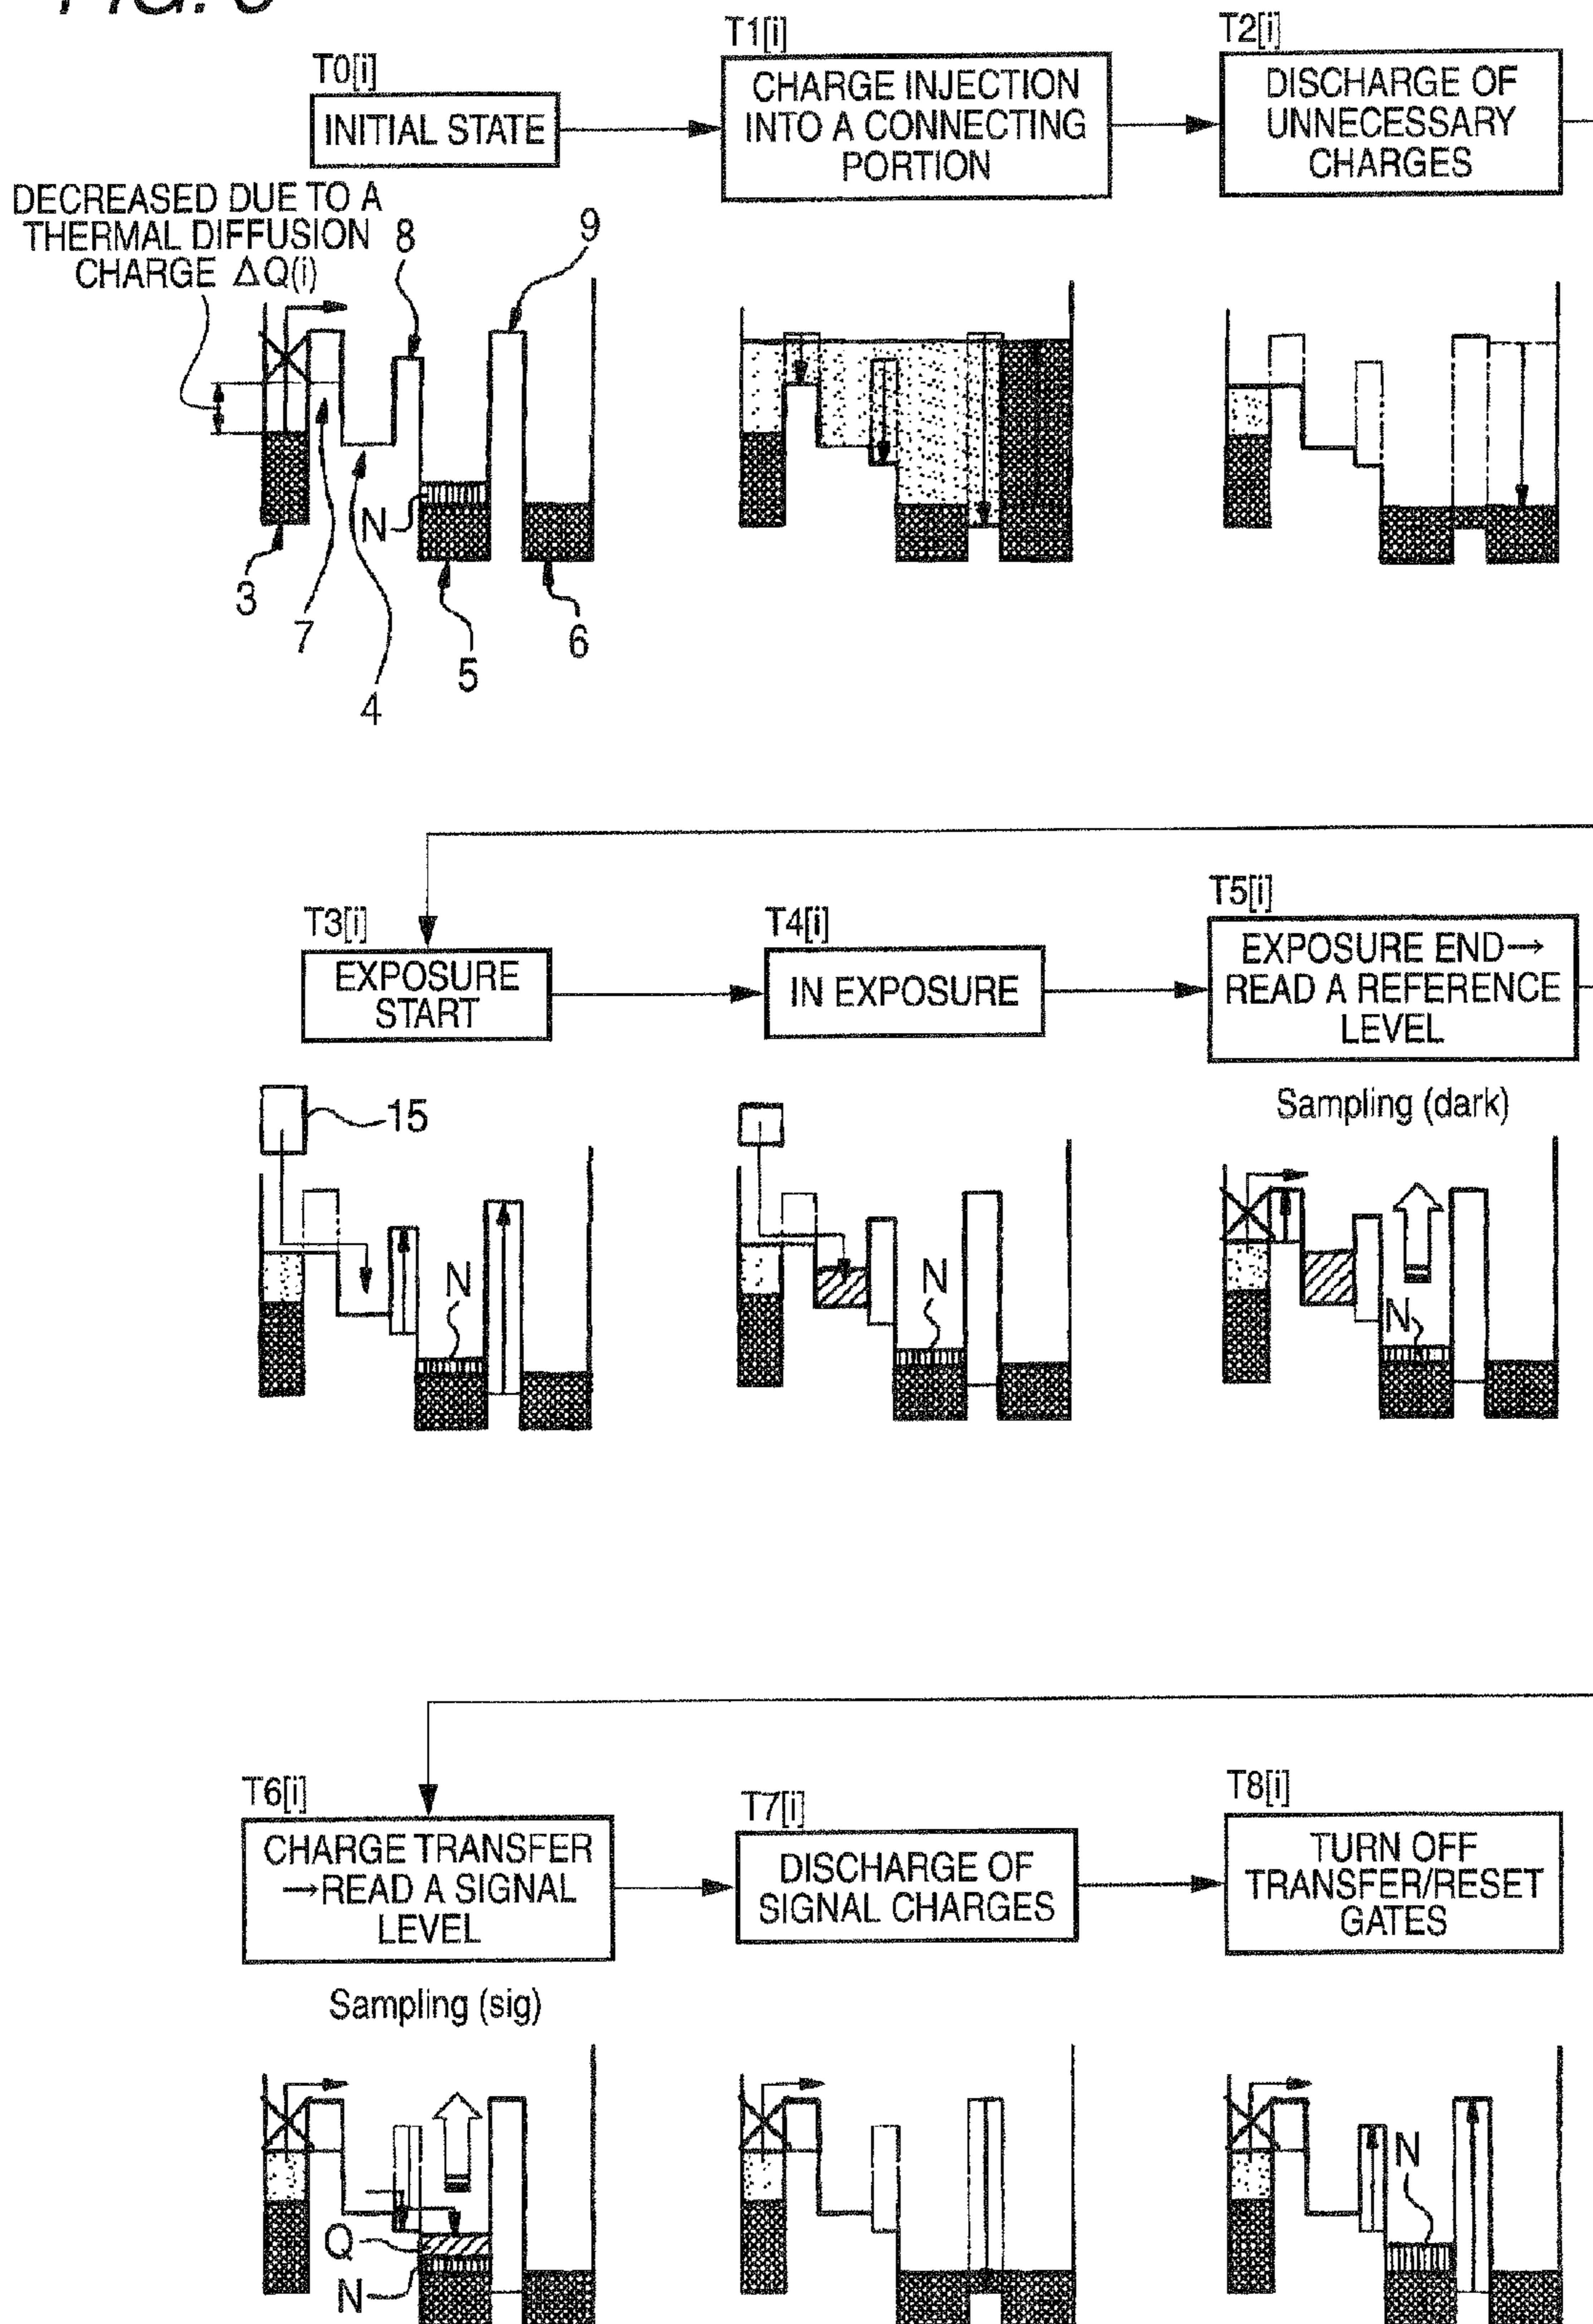 FIG.
T0[i]
INITIAL STATE
T1[i]
CHARGE INJECTION
INTO A CONNECTING
PORTION
T2[i]
DISCHARGE OF
UNNECESSARY
CHARGES
DECREASED DUE TO A
THERMAL DIFFUSION
CHARGE ΔQ(i)
8
9
N
3
7
4
5
6
T3[i]
EXPOSURE
START
T4[i]
IN EXPOSURE
T5[i]
EXPOSURE END→
READ A REFERENCE
LEVEL
Sampling (dark)
15
N
N
N
T6[i]
CHARGE TRANSFER
→READ A SIGNAL
LEVEL
T7[i]
DISCHARGE OF
SIGNAL CHARGES
T8[i]
TURN OFF
TRANSFER/RESET
GATES
Sampling (sig)
Q
N
N